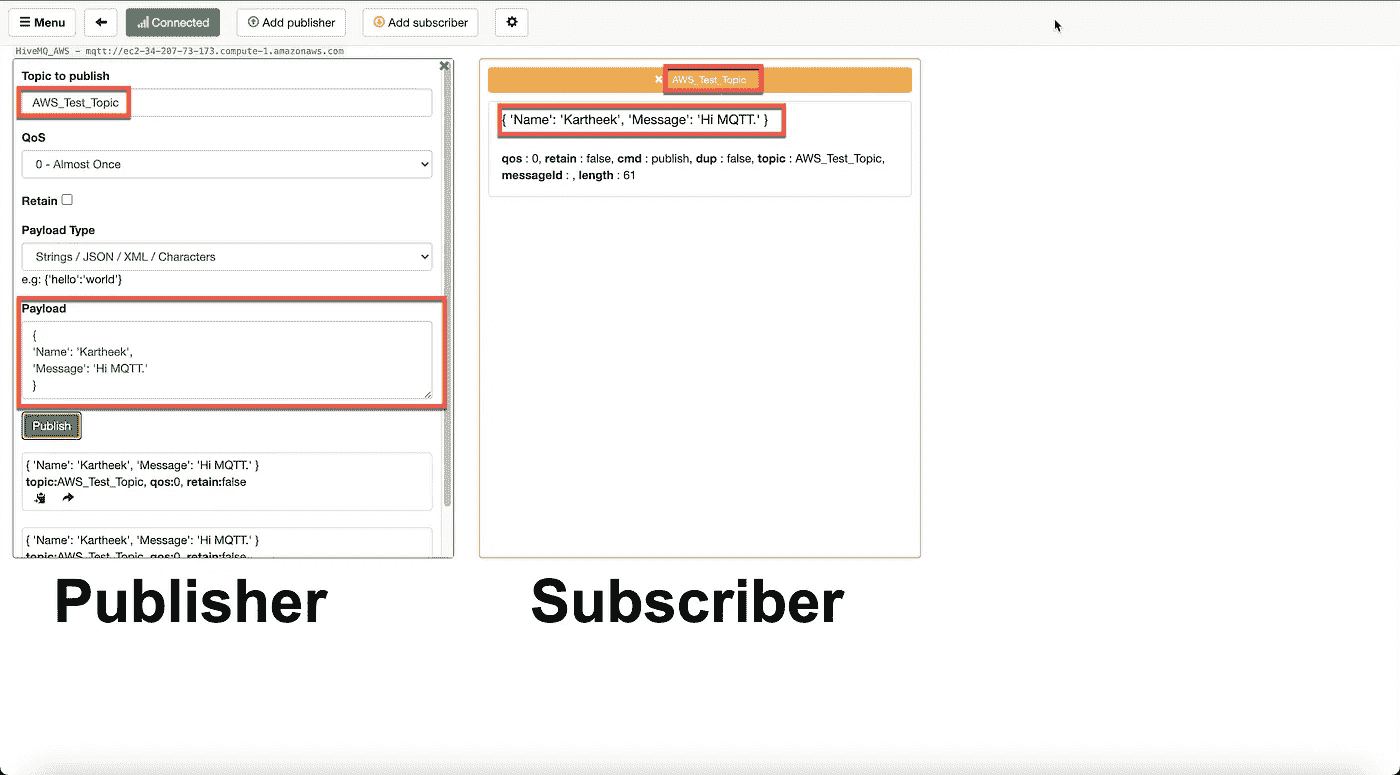 Menu
Connected
Add publisher
Add subscriber
HiveMQ_AWS - mqtt://ec2-34-207-73-173.compute-1.amazonaws.com
Topic to publish
AWS_Test_Topic
QoS
0 - Almost Once
Retain
Payload Type
Strings / JSON / XML / Characters
e.g: {'hello':'world'}
Payload
{
'Name': 'Kartheek',
'Message': 'Hi MQTT.'
}
Publish
{ 'Name': 'Kartheek', 'Message': 'Hi MQTT.' }
topic:AWS_Test_Topic, qos:0, retain:false
{ 'Name': 'Kartheek', 'Message': 'Hi MQTT.' }
topic:AWS_Test_Topic, qos:0, retain:false
AWS_Test_Topic
{ 'Name': 'Kartheek', 'Message': 'Hi MQTT.' }
qos : 0, retain : false, cmd : publish, dup : false, topic : AWS_Test_Topic,
messageId : , length : 61
Publisher
Subscriber